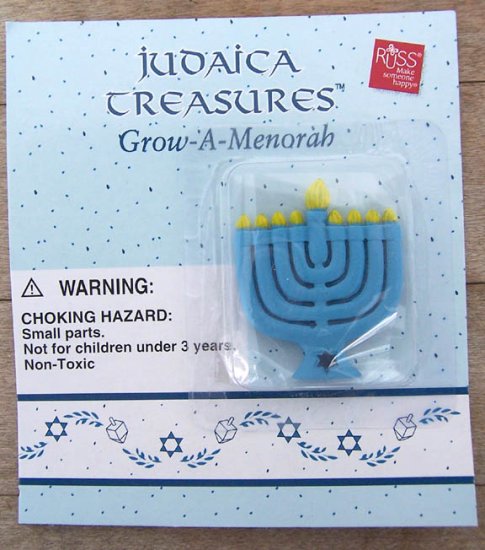 JUDAICA
TREASURES™
Grow-A-Menorah
RUSS®
Make
someone
happy®
⚠ WARNING:
CHOKING HAZARD:
Small parts.
Not for children under 3 years.
Non-Toxic